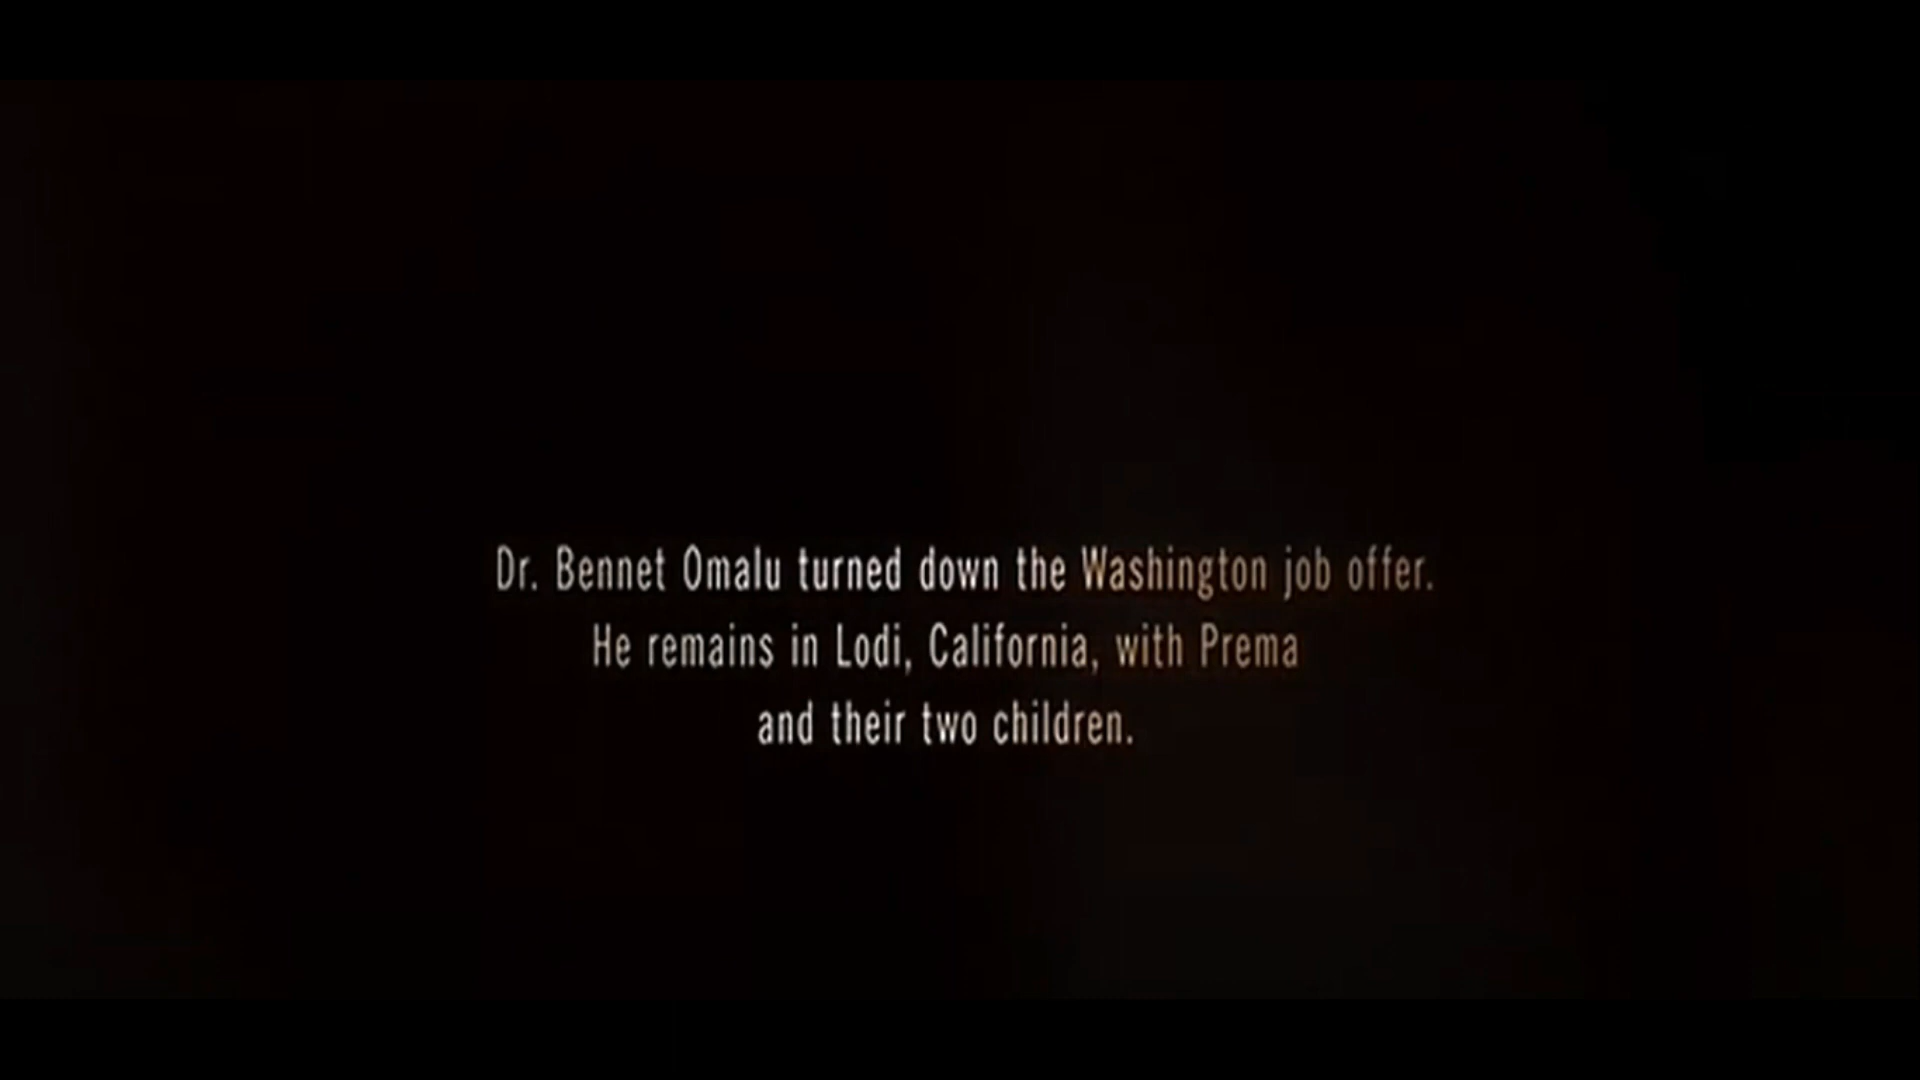 Dr. Bennet Omalu turned down the Washington job offer.
He remains in Lodi, California, with Prema
and their two children.